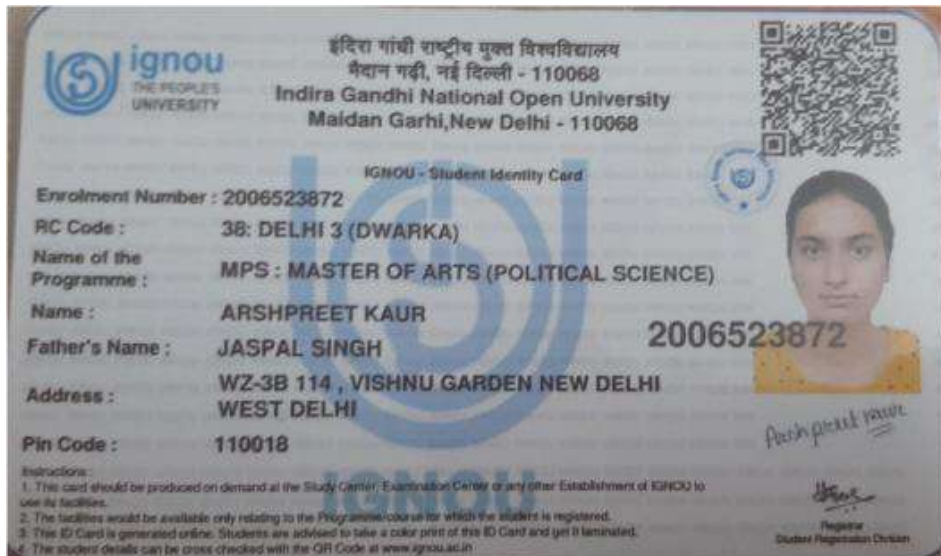 ignou
THE PEOPLE'S
UNIVERSITY
इंदिरा गांधी राष्ट्रीय मुक्त विश्वविद्यालय
मैदान गढ़ी, नई दिल्ली - 110068
Indira Gandhi National Open University
Maidan Garhi,New Delhi - 110068
IGNOU - Student Identity Card
Enrolment Number : 2006523872
RC Code : 38: DELHI 3 (DWARKA)
Name of the Programme : MPS : MASTER OF ARTS (POLITICAL SCIENCE)
Name : ARSHPREET KAUR
Father's Name : JASPAL SINGH
2006523872
Address : WZ-3B 114 , VISHNU GARDEN NEW DELHI
WEST DELHI
Pin Code : 110018
Arshpreet Kaur
IGNOU
Instructions :
1. This card should be produced on demand at the Study Center, Examination Center or any other Establishment of IGNOU to
use its facilities.
2. The facilities would be available only relating to the Programme/course for which the student is registered.
3. This ID Card is generated online. Students are advised to take a color print of this ID Card and get it laminated.
4. The student details can be cross checked with the QR Code at www.ignou.ac.in
Registrar
Student Registration Division